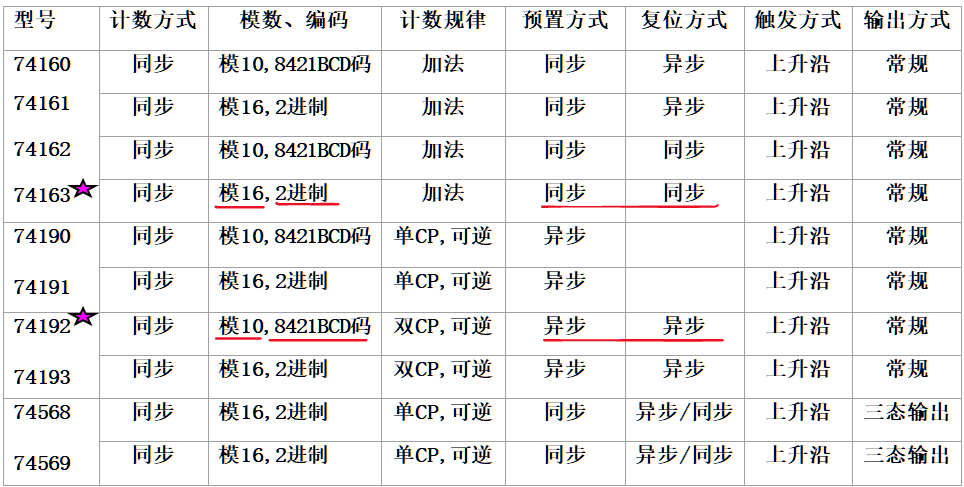 型号 计数方式 模数、编码 计数规律 预置方式 复位方式 触发方式 输出方式
74160 同步 模10,8421BCD码 加法 同步 异步 上升沿 常规
74161 同步 模16,2进制 加法 同步 异步 上升沿 常规
74162 同步 模10,8421BCD码 加法 同步 同步 上升沿 常规
74163 同步 模16,2进制 加法 同步 同步 上升沿 常规
74190 同步 模10,8421BCD码 单CP,可逆 异步 上升沿 常规
74191 同步 模16,2进制 单CP,可逆 异步 上升沿 常规
74192 同步 模10,8421BCD码 双CP,可逆 异步 异步 上升沿 常规
74193 同步 模16,2进制 双CP,可逆 异步 异步 上升沿 常规
74568 同步 模16,2进制 单CP,可逆 同步 异步/同步 上升沿 三态输出
74569 同步 模16,2进制 单CP,可逆 同步 异步/同步 上升沿 三态输出